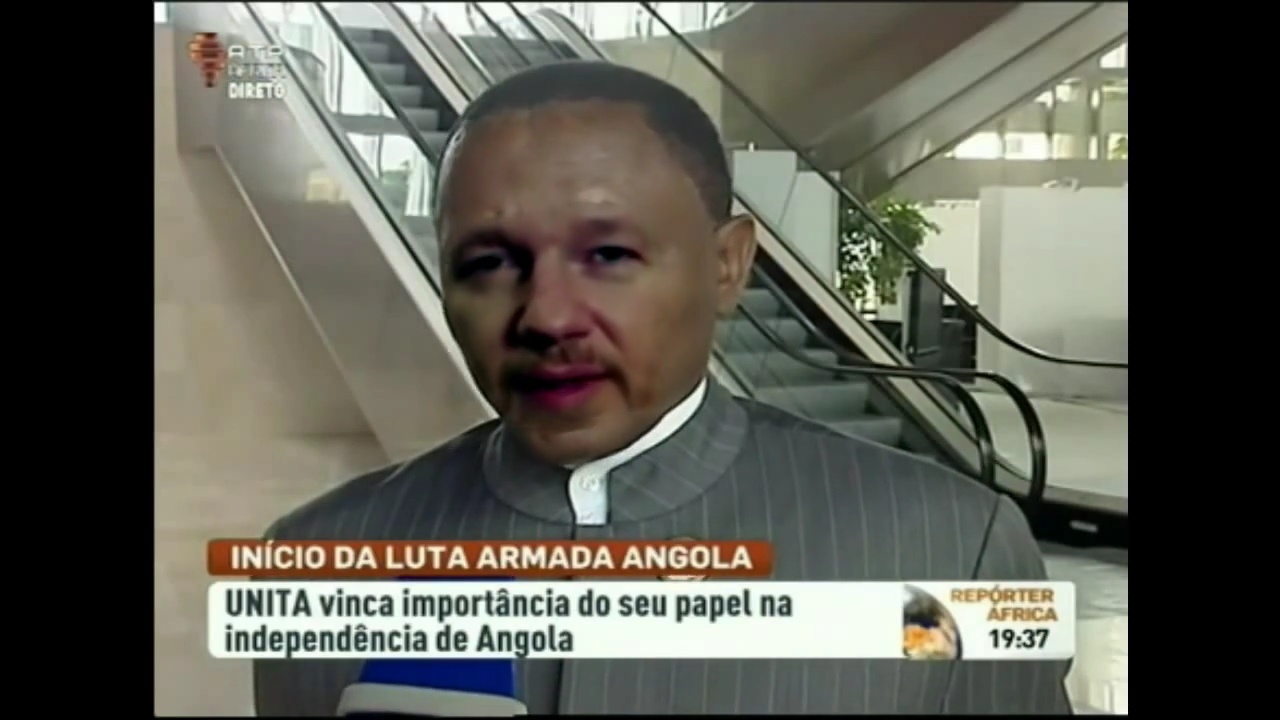 DIRETO
INÍCIO DA LUTA ARMADA ANGOLA
UNITA vinca importância do seu papel na
independência de Angola
REPÓRTER
ÁFRICA
19:37